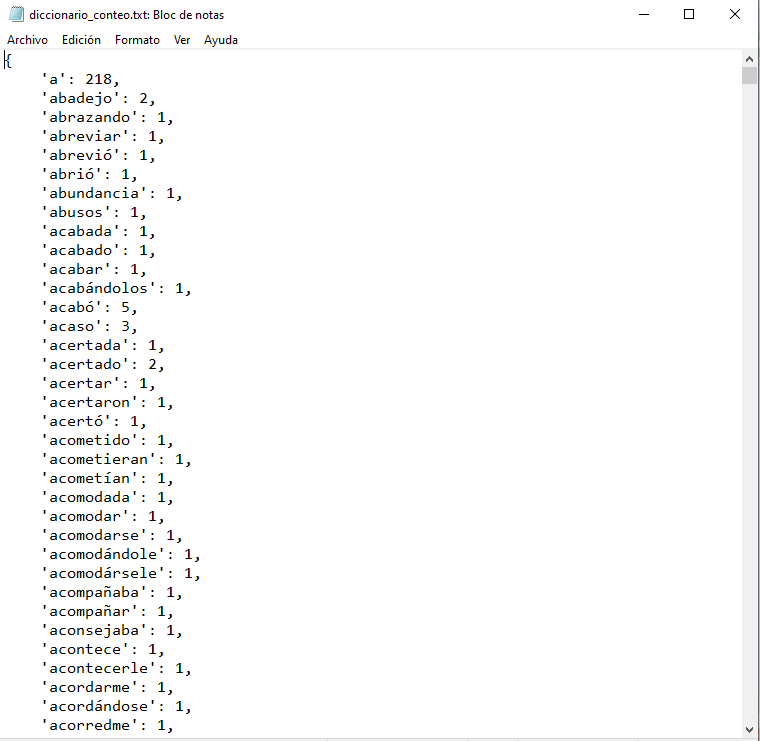 diccionario_conteo.txt: Bloc de notas
Archivo Edición Formato Ver Ayuda
{
'a': 218,
'abadejo': 2,
'abrazando': 1,
'abreviar': 1,
'abrevió': 1,
'abrió': 1,
'abundancia': 1,
'abusos': 1,
'acabada': 1,
'acabado': 1,
'acabar': 1,
'acabándolos': 1,
'acabó': 5,
'acaso': 3,
'acertada': 1,
'acertado': 2,
'acertar': 1,
'acertaron': 1,
'acertó': 1,
'acometido': 1,
'acometieran': 1,
'acometían': 1,
'acomodada': 1,
'acomodar': 1,
'acomodarse': 1,
'acomodándole': 1,
'acomodársele': 1,
'acompañaba': 1,
'acompañar': 1,
'aconsejaba': 1,
'acontece': 1,
'acontecerle': 1,
'acordarme': 1,
'acordándose': 1,
'acorredme': 1,